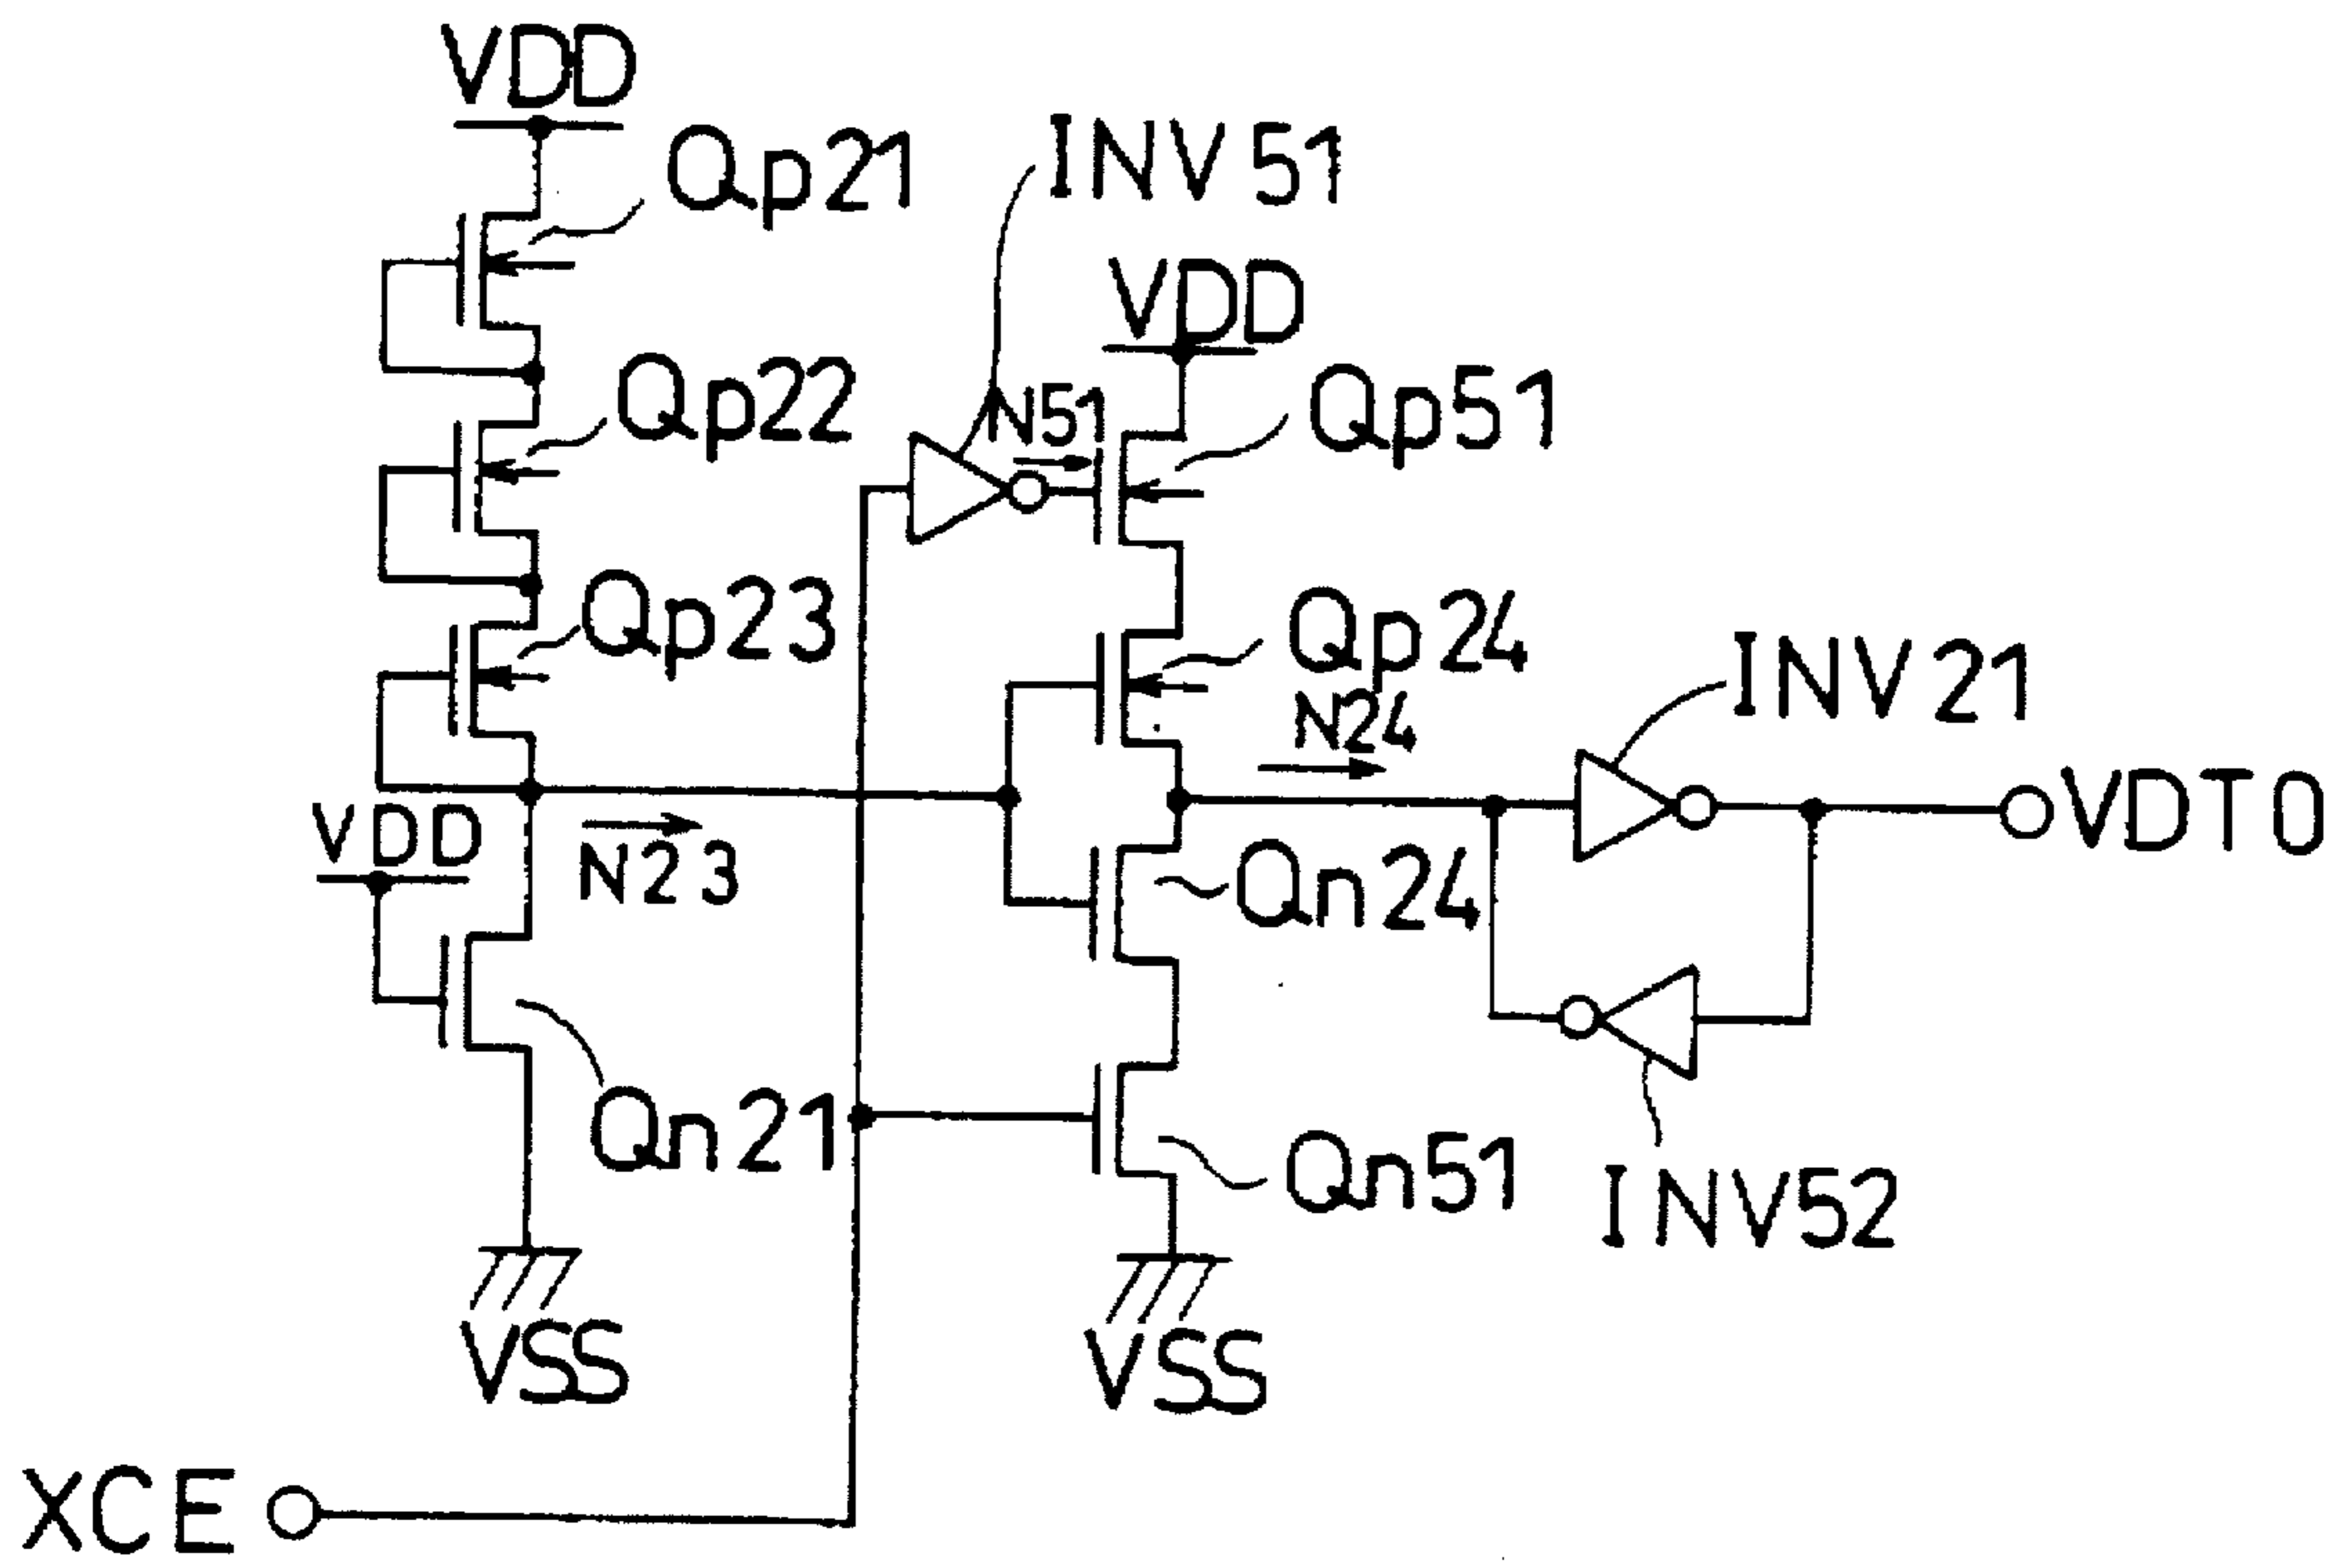 VDD
Qp21
INV51
VDD
Qp22
N51
Qp51
Qp23
Qp24
INV21
N24
VDTO
VDD
N23
Qn24
Qn21
Qn51
INV52
VSS
VSS
XCE